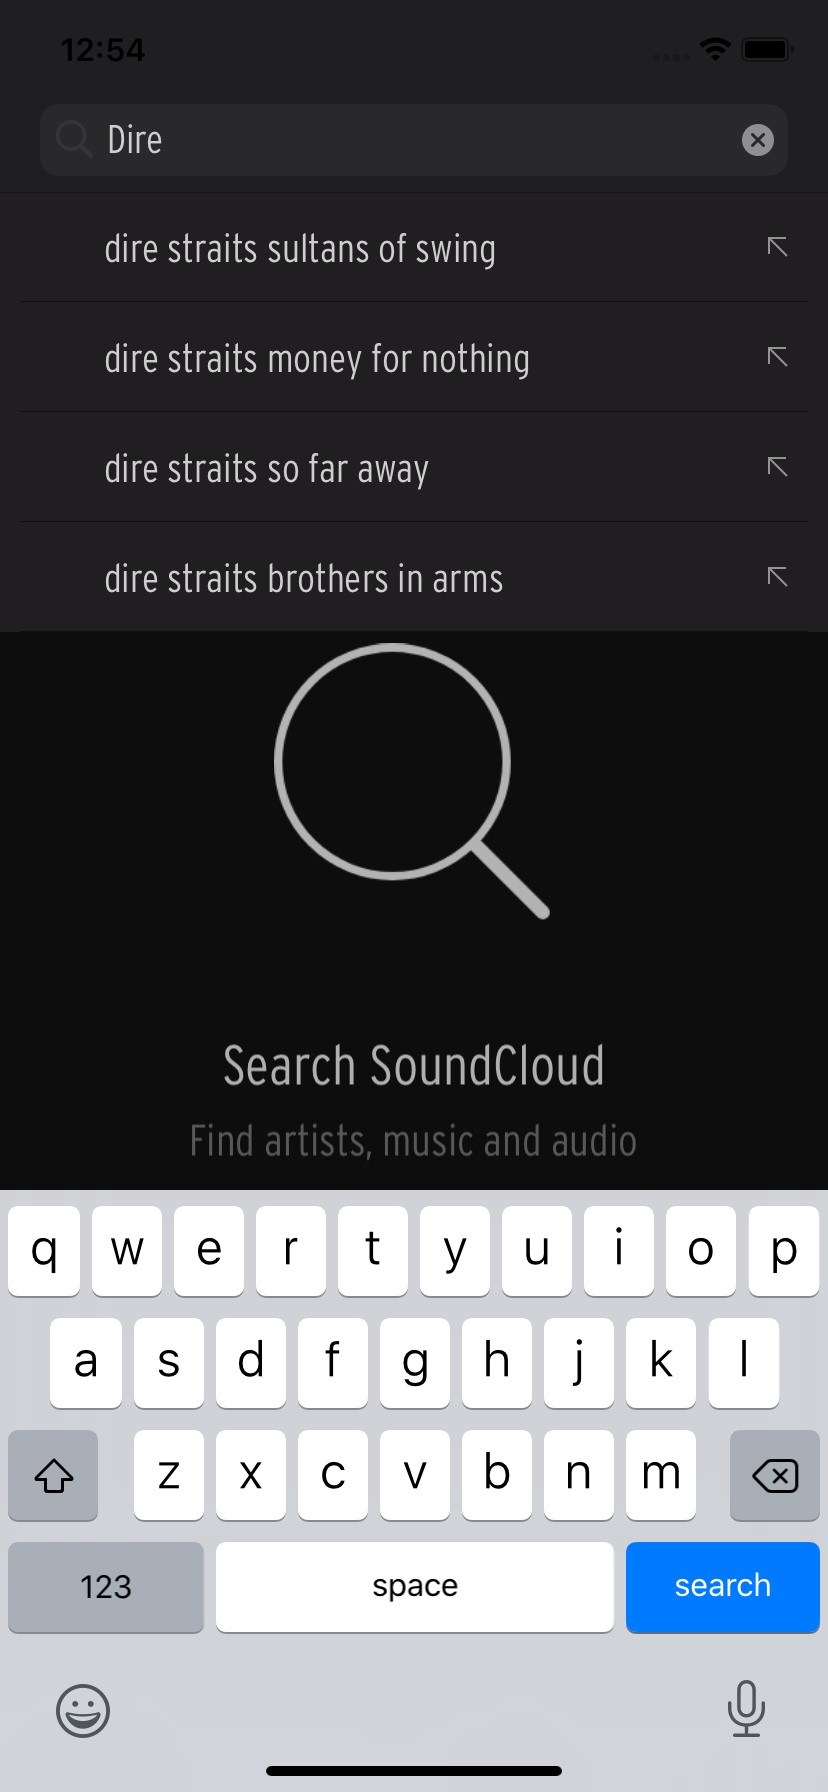 12:54
Dire
dire straits sultans of swing
dire straits money for nothing
dire straits so far away
dire straits brothers in arms
Search SoundCloud
Find artists, music and audio
q w e r t y u i o p
a s d f g h j k l
z x c v b n m
123 space search